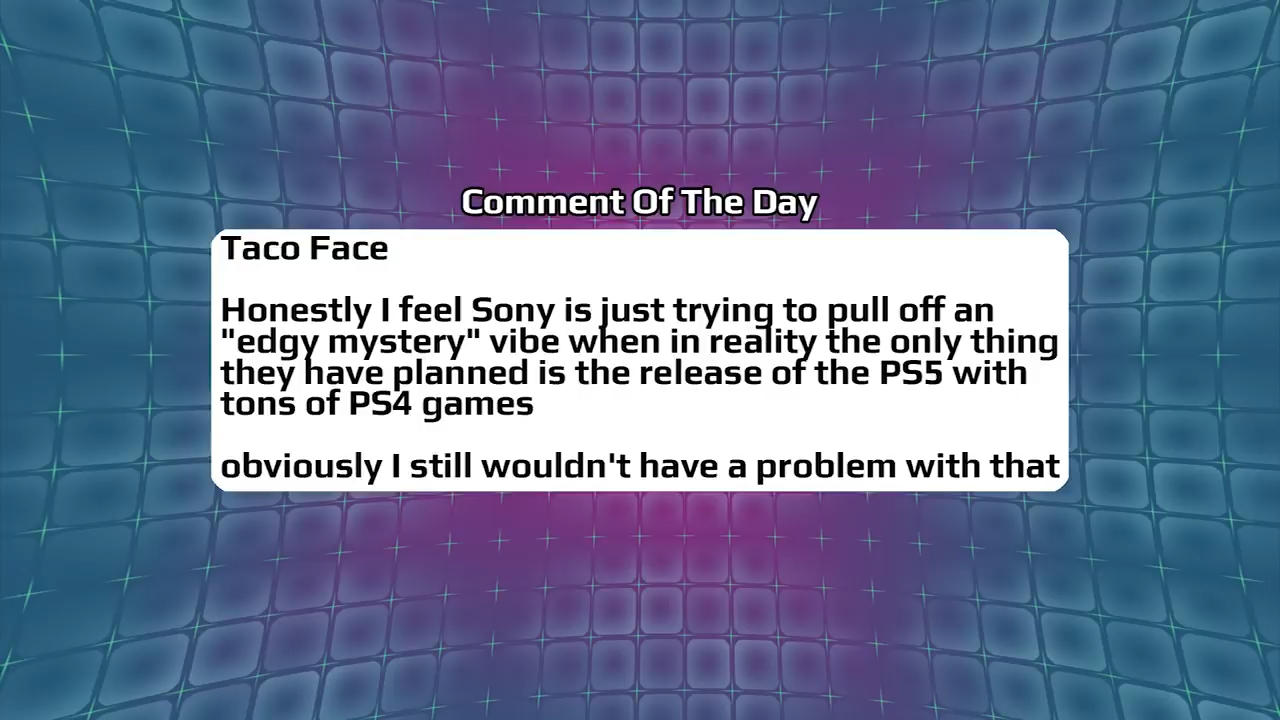 Comment Of The Day
Taco Face
Honestly I feel Sony is just trying to pull off an
"edgy mystery" vibe when in reality the only thing
they have planned is the release of the PS5 with
tons of PS4 games
obviously I still wouldn't have a problem with that